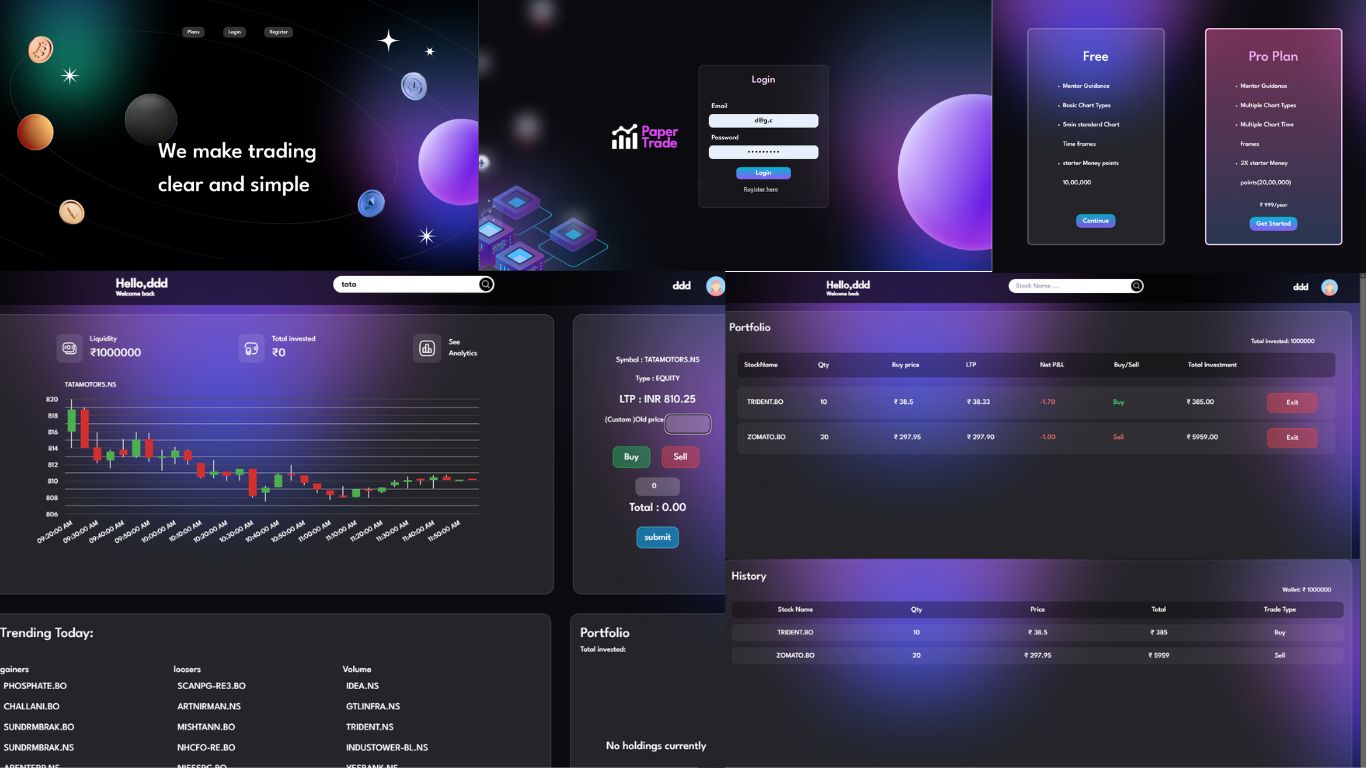 Plans Login Register
We make trading
clear and simple
Paper
Trade
Login
Email
d@g.c
Password
Login
Register here
Free
• Mentor Guidance
• Basic Chart Types
• 5min standard Chart
Time frames
• starter Money points
10,00,000
Continue
Pro Plan
• Mentor Guidance
• Multiple Chart Types
• Multiple Chart Time
frames
• 2X starter Money
points(20,00,000)
₹ 999/year
Get Started
Hello,ddd
Welcome back
tata
ddd
Liquidity
₹1000000
Total invested
₹0
See
Analytics
TATAMOTORS.NS
820
818
816
814
812
810
808
806
09:20:00 AM 09:30:00 AM 09:40:00 AM 09:50:00 AM 10:00:00 AM 10:10:00 AM 10:20:00 AM 10:30:00 AM 10:40:00 AM 10:50:00 AM 11:00:00 AM 11:10:00 AM 11:20:00 AM 11:30:00 AM 11:40:00 AM 11:50:00 AM
Symbol : TATAMOTORS.NS
Type : EQUITY
LTP : INR 810.25
(Custom )Old price:
Buy Sell
0
Total : 0.00
submit
Trending Today:
gainers loosers Volume
PHOSPHATE.BO SCANPG-RE3.BO IDEA.NS
CHALLANI.BO ARTNIRMAN.NS GTLINFRA.NS
SUNDRMBRAK.BO MISHTANN.BO TRIDENT.NS
SUNDRMBRAK.NS NHCFO-RE.BO INDUSTOWER-BL.NS
Portfolio
Total invested:
No holdings currently
Hello,ddd
Welcome back
Stock Name ...
ddd
Portfolio
Total invested: 1000000
StockName Qty Buy price LTP Net P&L Buy/Sell Total Investment
TRIDENT.BO 10 ₹ 38.5 ₹ 38.33 -1.70 Buy ₹ 385.00 Exit
ZOMATO.BO 20 ₹ 297.95 ₹ 297.90 -1.00 Sell ₹ 5959.00 Exit
History
Wallet: ₹ 1000000
Stock Name Qty Price Total Trade Type
TRIDENT.BO 10 ₹ 38.5 ₹ 385 Buy
ZOMATO.BO 20 ₹ 297.95 ₹ 5959 Sell